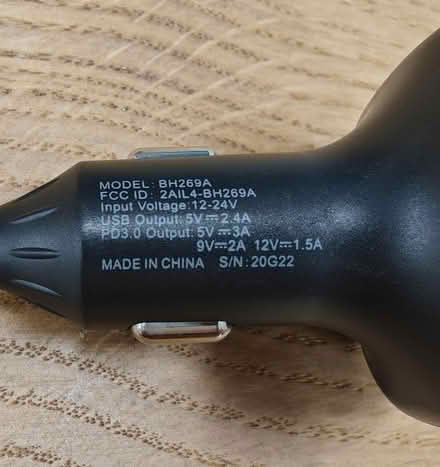 MODEL: BH269A
FCC ID: 2AIL4-BH269A
Input Voltage:12-24V
USB Output: 5V⎓2.4A
PD3.0 Output: 5V⎓3A
9V⎓2A 12V⎓1.5A
MADE IN CHINA S/N: 20G22